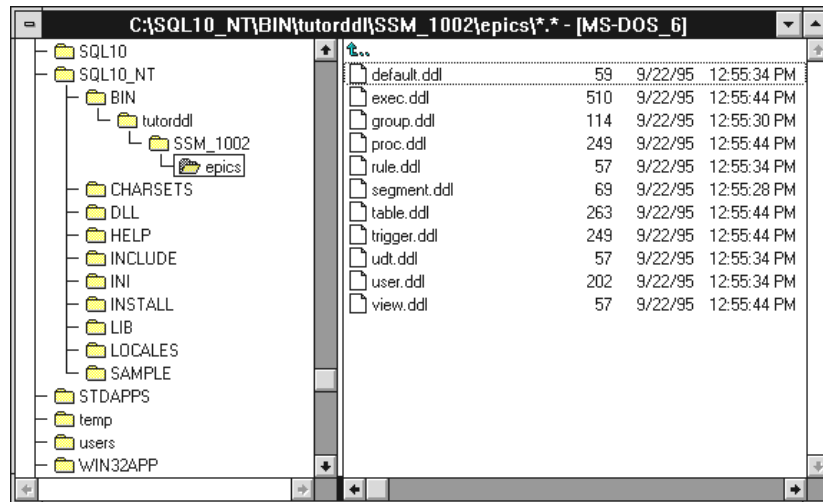 C:\SQL10_NT\BIN\tutorddl\SSM_1002\epics\*.* - [MS-DOS_6]
SQL10
SQL10_NT
BIN
tutorddl
SSM_1002
epics
CHARSETS
DLL
HELP
INCLUDE
INI
INSTALL
LIB
LOCALES
SAMPLE
STDAPPS
temp
users
WIN32APP
..
default.ddl 59 9/22/95 12:55:34 PM
exec.ddl 510 9/22/95 12:55:44 PM
group.ddl 114 9/22/95 12:55:30 PM
proc.ddl 249 9/22/95 12:55:44 PM
rule.ddl 57 9/22/95 12:55:34 PM
segment.ddl 69 9/22/95 12:55:28 PM
table.ddl 263 9/22/95 12:55:44 PM
trigger.ddl 249 9/22/95 12:55:44 PM
udt.ddl 57 9/22/95 12:55:34 PM
user.ddl 202 9/22/95 12:55:34 PM
view.ddl 57 9/22/95 12:55:44 PM